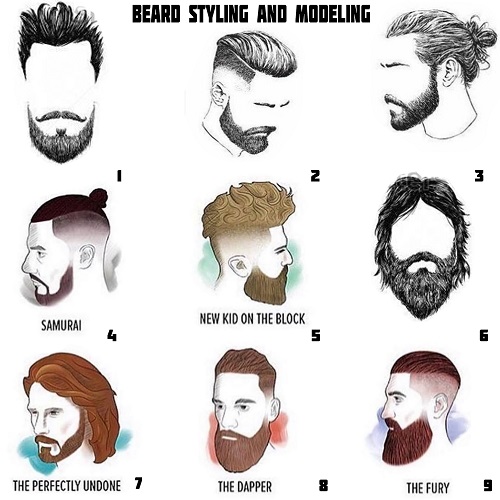 BEARD STYLING AND MODELING
1
2
3
SAMURAI
NEW KID ON THE BLOCK
4
5
6
THE PERFECTLY UNDONE 7
THE DAPPER
8
THE FURY
9